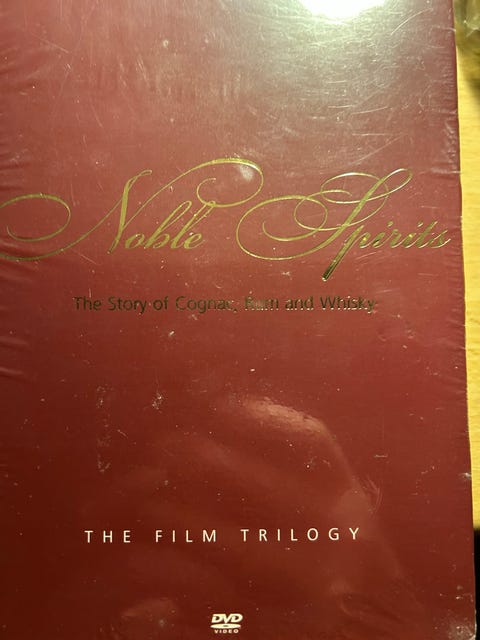 Noble Spirits
The Story of Cognac, Rum and Whisky
THE FILM TRILOGY
DVD
VIDEO